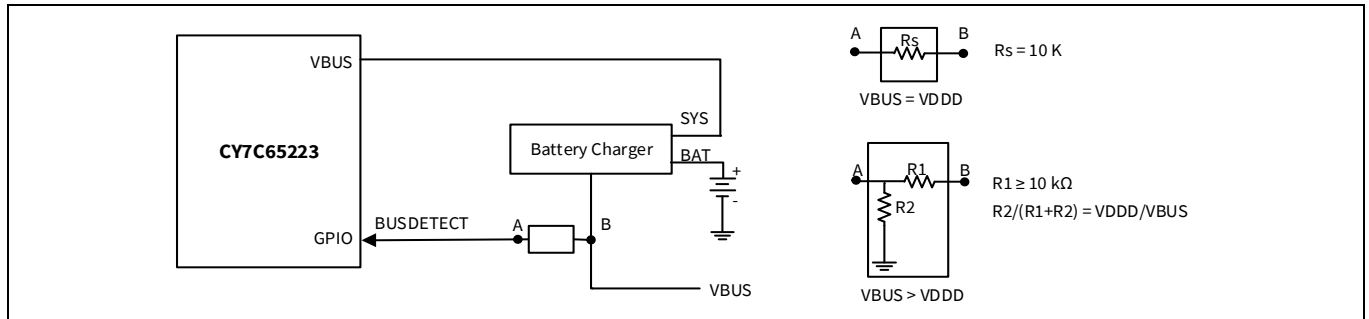 VBUS
CY7C65223
GPIO
BUSDETECT
A
B
Battery Charger
SYS
BAT
+
-
VBUS
A
Rs
B
Rs = 10 K
VBUS = VDDD
A
R1
B
R2
R1 ≥ 10 kΩ
R2/(R1+R2) = VDDD/VBUS
VBUS > VDDD